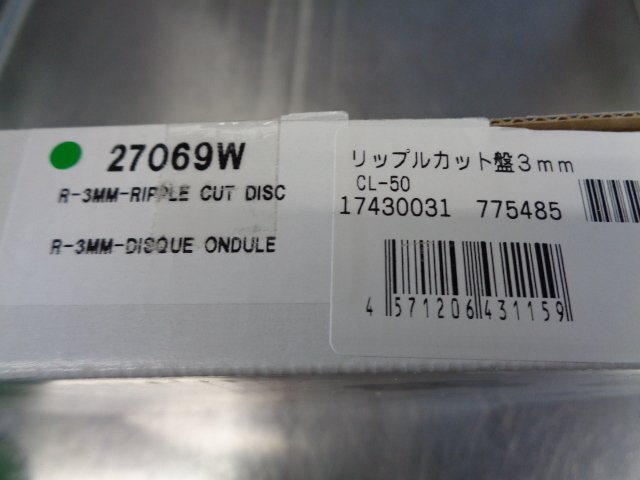 27069W
R-3MM-RIPPLE CUT DISC
R-3MM-DISQUE ONDULE
リップルカット盤3mm
CL-50
17430031 775485
4 571206 431159